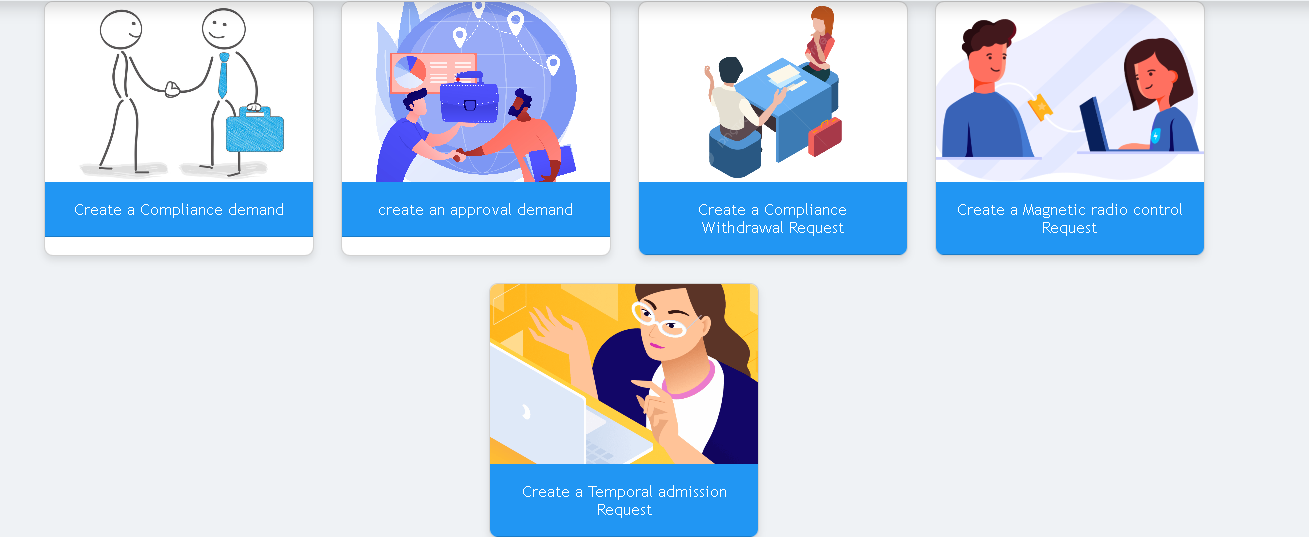 Create a Compliance demand
create an approval demand
Create a Compliance
Withdrawal Request
Create a Magnetic radio control
Request
Create a Temporal admission
Request